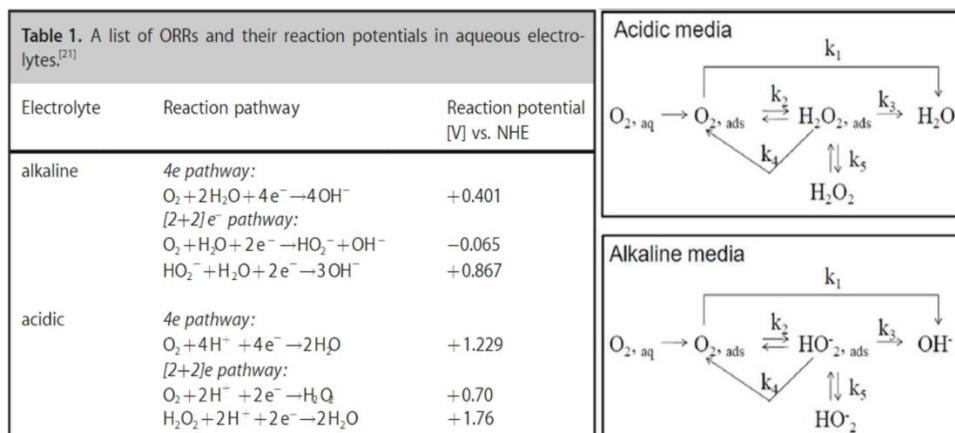 Table 1. A list of ORRs and their reaction potentials in aqueous electro-
lytes.[21]
Electrolyte Reaction pathway Reaction potential
[V] vs. NHE
alkaline 4e pathway:
O₂+2H₂O+4e⁻→4OH⁻ +0.401
[2+2]e⁻ pathway:
O₂+H₂O+2e⁻→HO₂⁻+OH⁻ −0.065
HO₂⁻+H₂O+2e⁻→3OH⁻ +0.867
acidic 4e pathway:
O₂+4H⁺+4e⁻→2H₂O +1.229
[2+2]e pathway:
O₂+2H⁺+2e⁻→H₂O₂ +0.70
H₂O₂+2H⁺+2e⁻→2H₂O +1.76
Acidic media
k₁
O₂, aq → O₂, ads k₂ ⇌ H₂O₂, ads k₃ → H₂O
k₄ ⇅ k₅
H₂O₂
Alkaline media
k₁
O₂, aq → O₂, ads k₂ ⇌ HO⁻₂, ads k₃ → OH⁻
k₄ ⇅ k₅
HO⁻₂